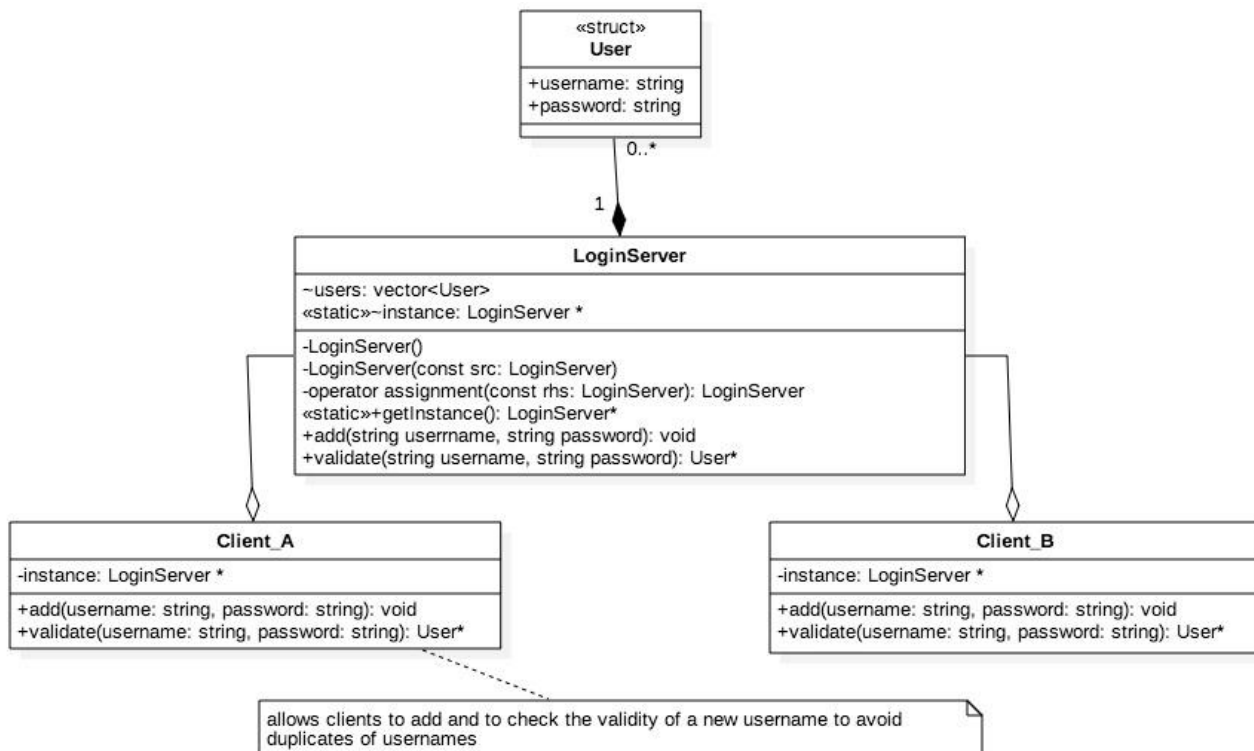 «struct»
User
+username: string
+password: string
0..*
1
LoginServer
~users: vector<User>
«static»~instance: LoginServer *
-LoginServer()
-LoginServer(const src: LoginServer)
-operator assignment(const rhs: LoginServer): LoginServer
«static»+getInstance(): LoginServer*
+add(string userrname, string password): void
+validate(string username, string password): User*
Client_A
-instance: LoginServer *
+add(username: string, password: string): void
+validate(username: string, password: string): User*
Client_B
-instance: LoginServer *
+add(username: string, password: string): void
+validate(username: string, password: string): User*
allows clients to add and to check the validity of a new username to avoid
duplicates of usernames